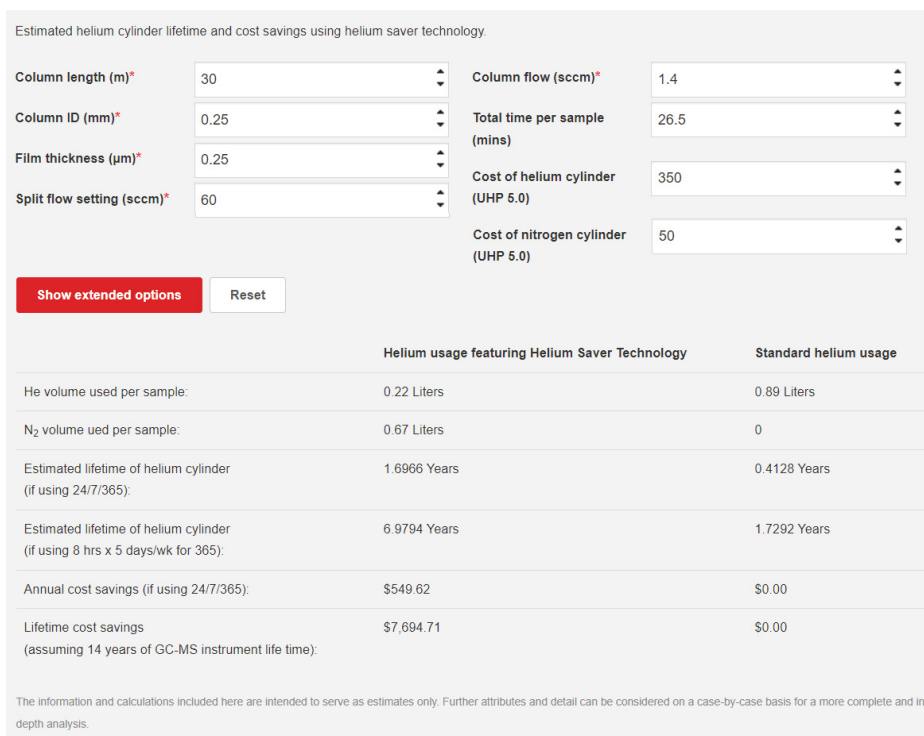 Estimated helium cylinder lifetime and cost savings using helium saver technology.
Column length (m)* 30
Column flow (sccm)* 1.4
Column ID (mm)* 0.25
Total time per sample
(mins) 26.5
Film thickness (µm)* 0.25
Cost of helium cylinder
(UHP 5.0) 350
Split flow setting (sccm)* 60
Cost of nitrogen cylinder
(UHP 5.0) 50
Show extended options Reset
Helium usage featuring Helium Saver Technology Standard helium usage
He volume used per sample: 0.22 Liters 0.89 Liters
N₂ volume ued per sample: 0.67 Liters 0
Estimated lifetime of helium cylinder 1.6966 Years 0.4128 Years
(if using 24/7/365):
Estimated lifetime of helium cylinder 6.9794 Years 1.7292 Years
(if using 8 hrs x 5 days/wk for 365):
Annual cost savings (if using 24/7/365): $549.62 $0.00
Lifetime cost savings $7,694.71 $0.00
(assuming 14 years of GC-MS instrument life time):
The information and calculations included here are intended to serve as estimates only. Further attributes and detail can be considered on a case-by-case basis for a more complete and in
depth analysis.